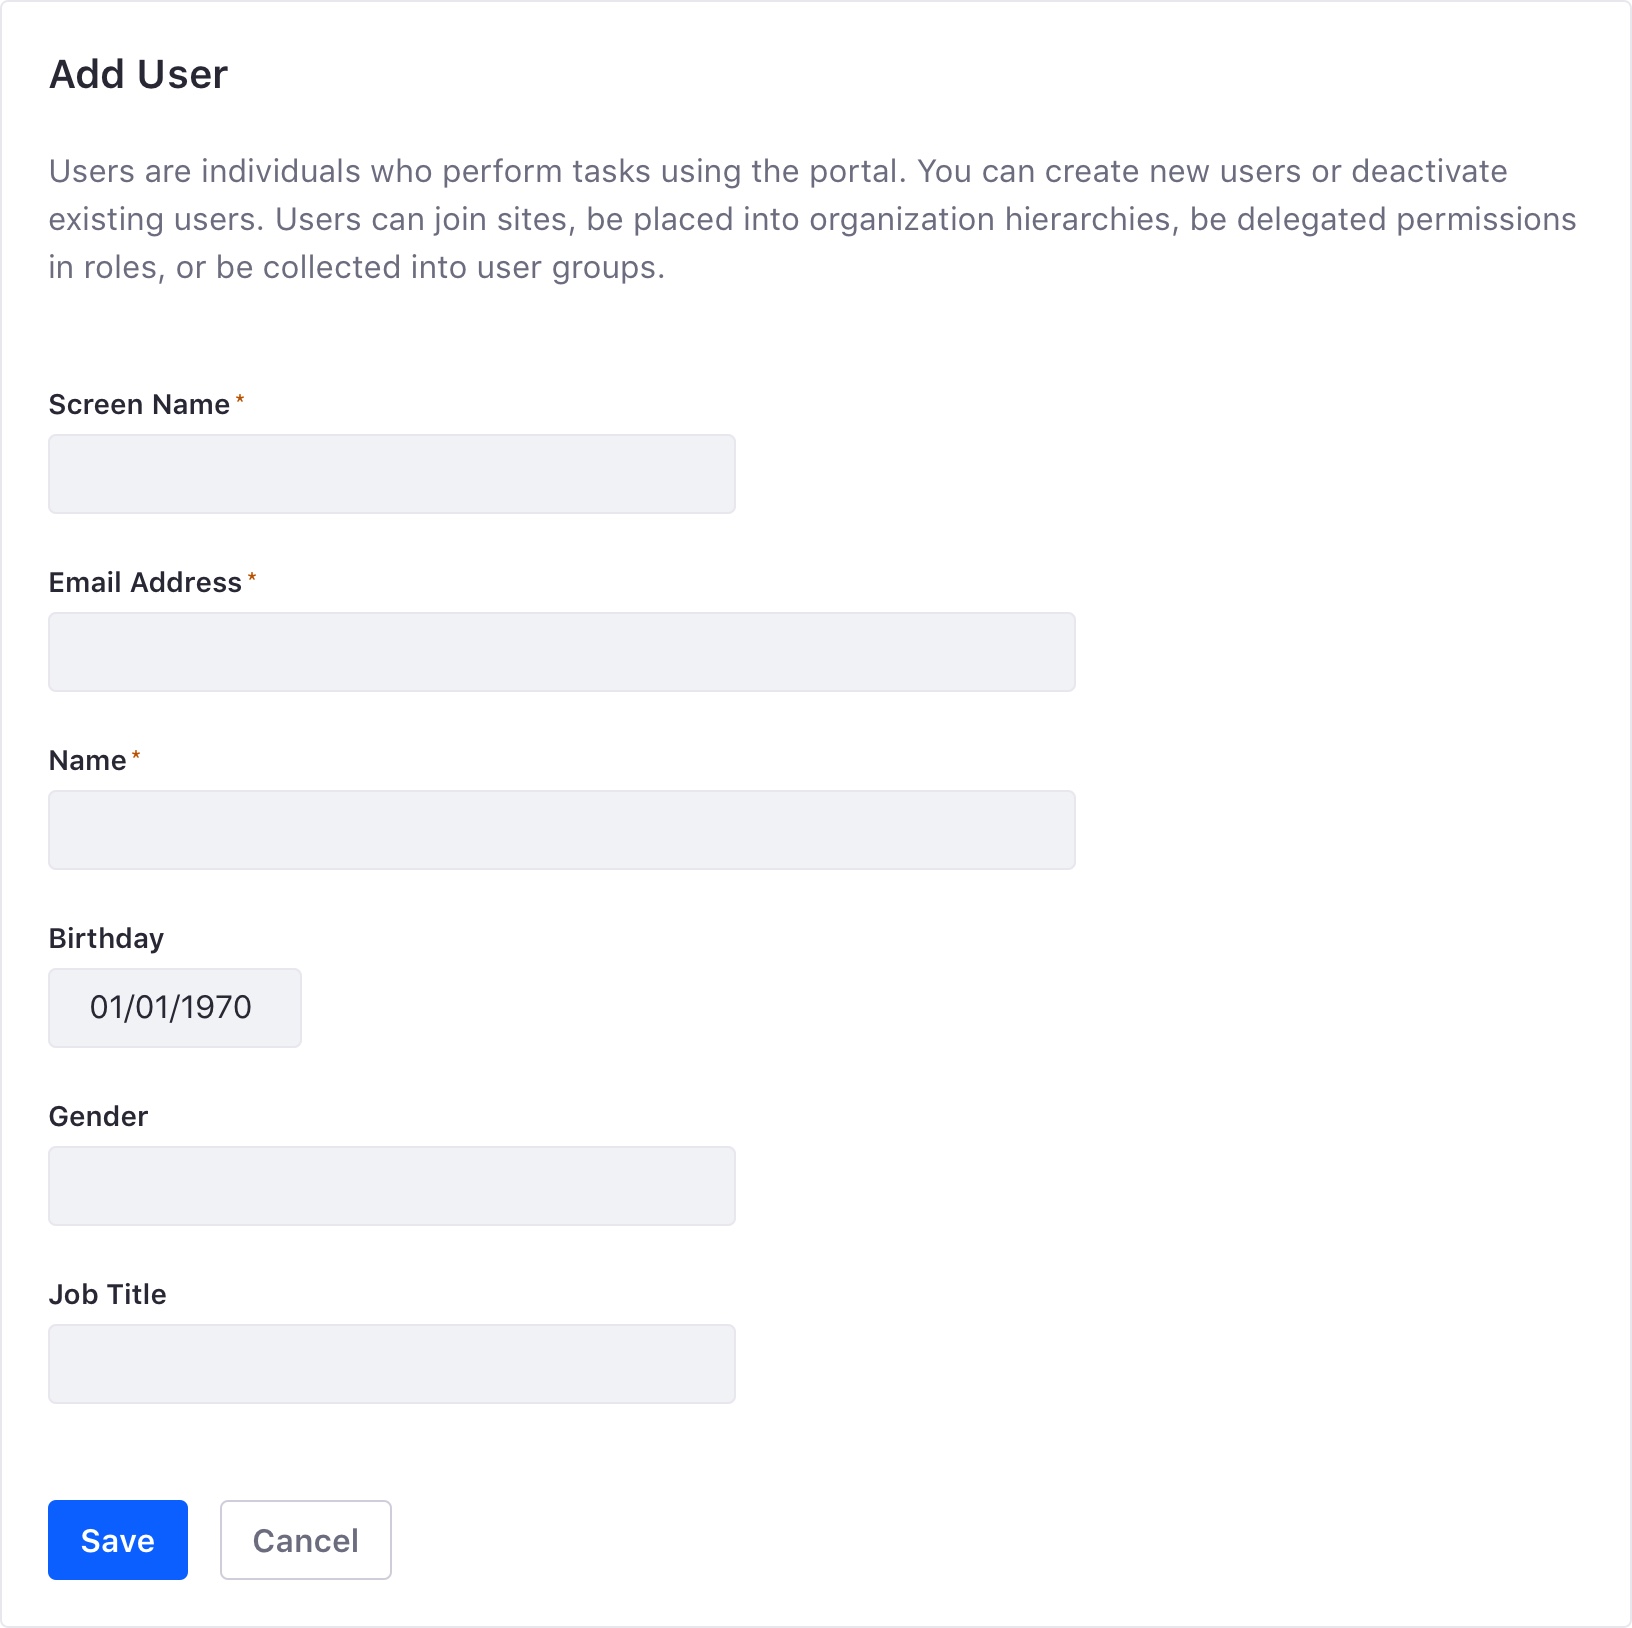 Add User
Users are individuals who perform tasks using the portal. You can create new users or deactivate
existing users. Users can join sites, be placed into organization hierarchies, be delegated permissions
in roles, or be collected into user groups.
Screen Name*
Email Address*
Name*
Birthday
01/01/1970
Gender
Job Title
Save Cancel